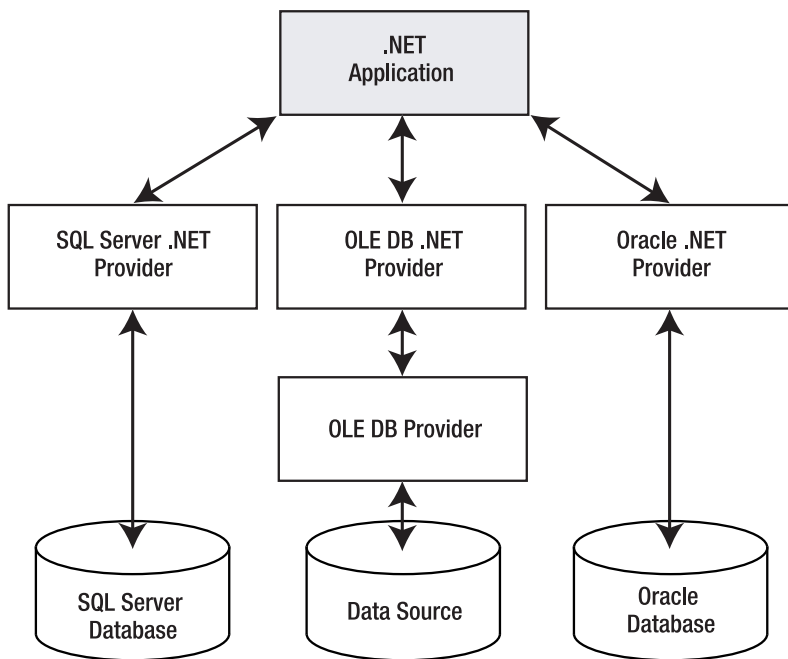 .NET
Application
SQL Server .NET
Provider
OLE DB .NET
Provider
Oracle .NET
Provider
OLE DB Provider
SQL Server
Database
Data Source
Oracle
Database